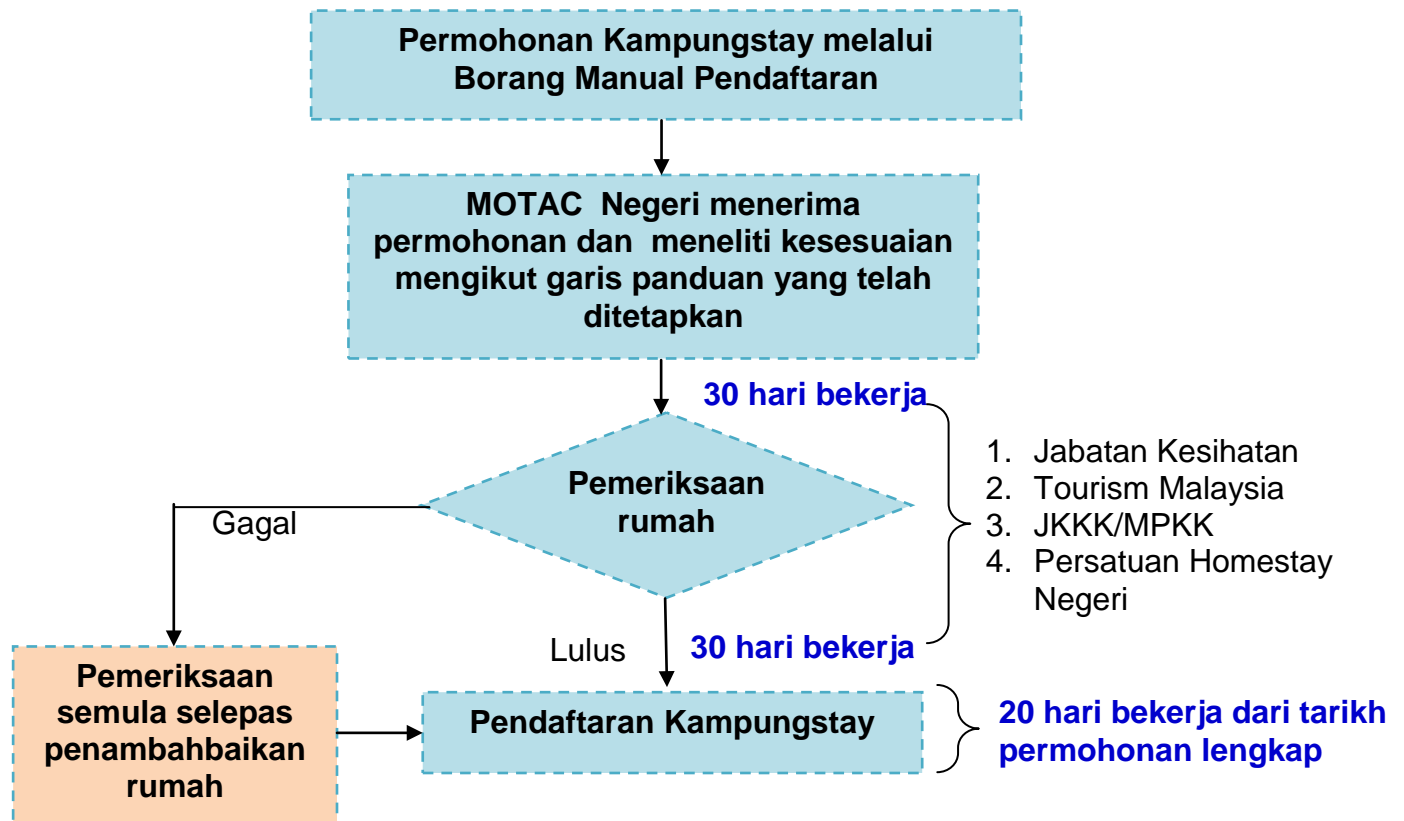 Permohonan Kampungstay melalui
Borang Manual Pendaftaran
MOTAC Negeri menerima
permohonan dan meneliti kesesuaian
mengikut garis panduan yang telah
ditetapkan
30 hari bekerja
Pemeriksaan
rumah
1. Jabatan Kesihatan
2. Tourism Malaysia
3. JKKK/MPKK
4. Persatuan Homestay
Negeri
Gagal
Lulus
30 hari bekerja
Pemeriksaan
semula selepas
penambahbaikan
rumah
Pendaftaran Kampungstay
20 hari bekerja dari tarikh
permohonan lengkap